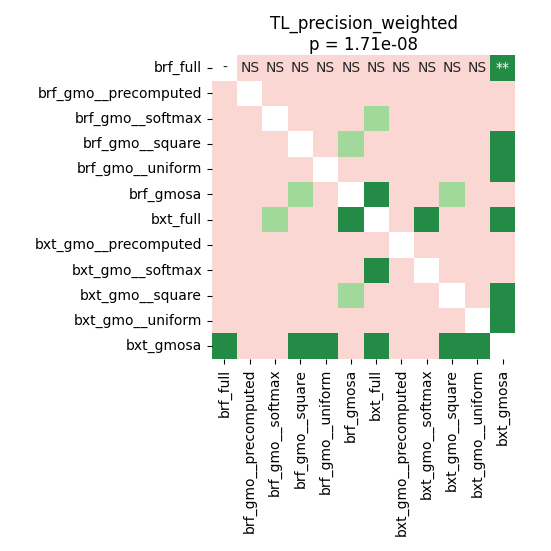 TL_precision_weighted
p = 1.71e-08
brf_full
- NS NS NS NS NS NS NS NS NS NS **
brf_gmo__precomputed
brf_gmo__softmax
brf_gmo__square
brf_gmo__uniform
brf_gmosa
bxt_full
bxt_gmo__precomputed
bxt_gmo__softmax
bxt_gmo__square
bxt_gmo__uniform
bxt_gmosa
brf_full
brf_gmo__precomputed
brf_gmo__softmax
brf_gmo__square
brf_gmo__uniform
brf_gmosa
bxt_full
bxt_gmo__precomputed
bxt_gmo__softmax
bxt_gmo__square
bxt_gmo__uniform
bxt_gmosa